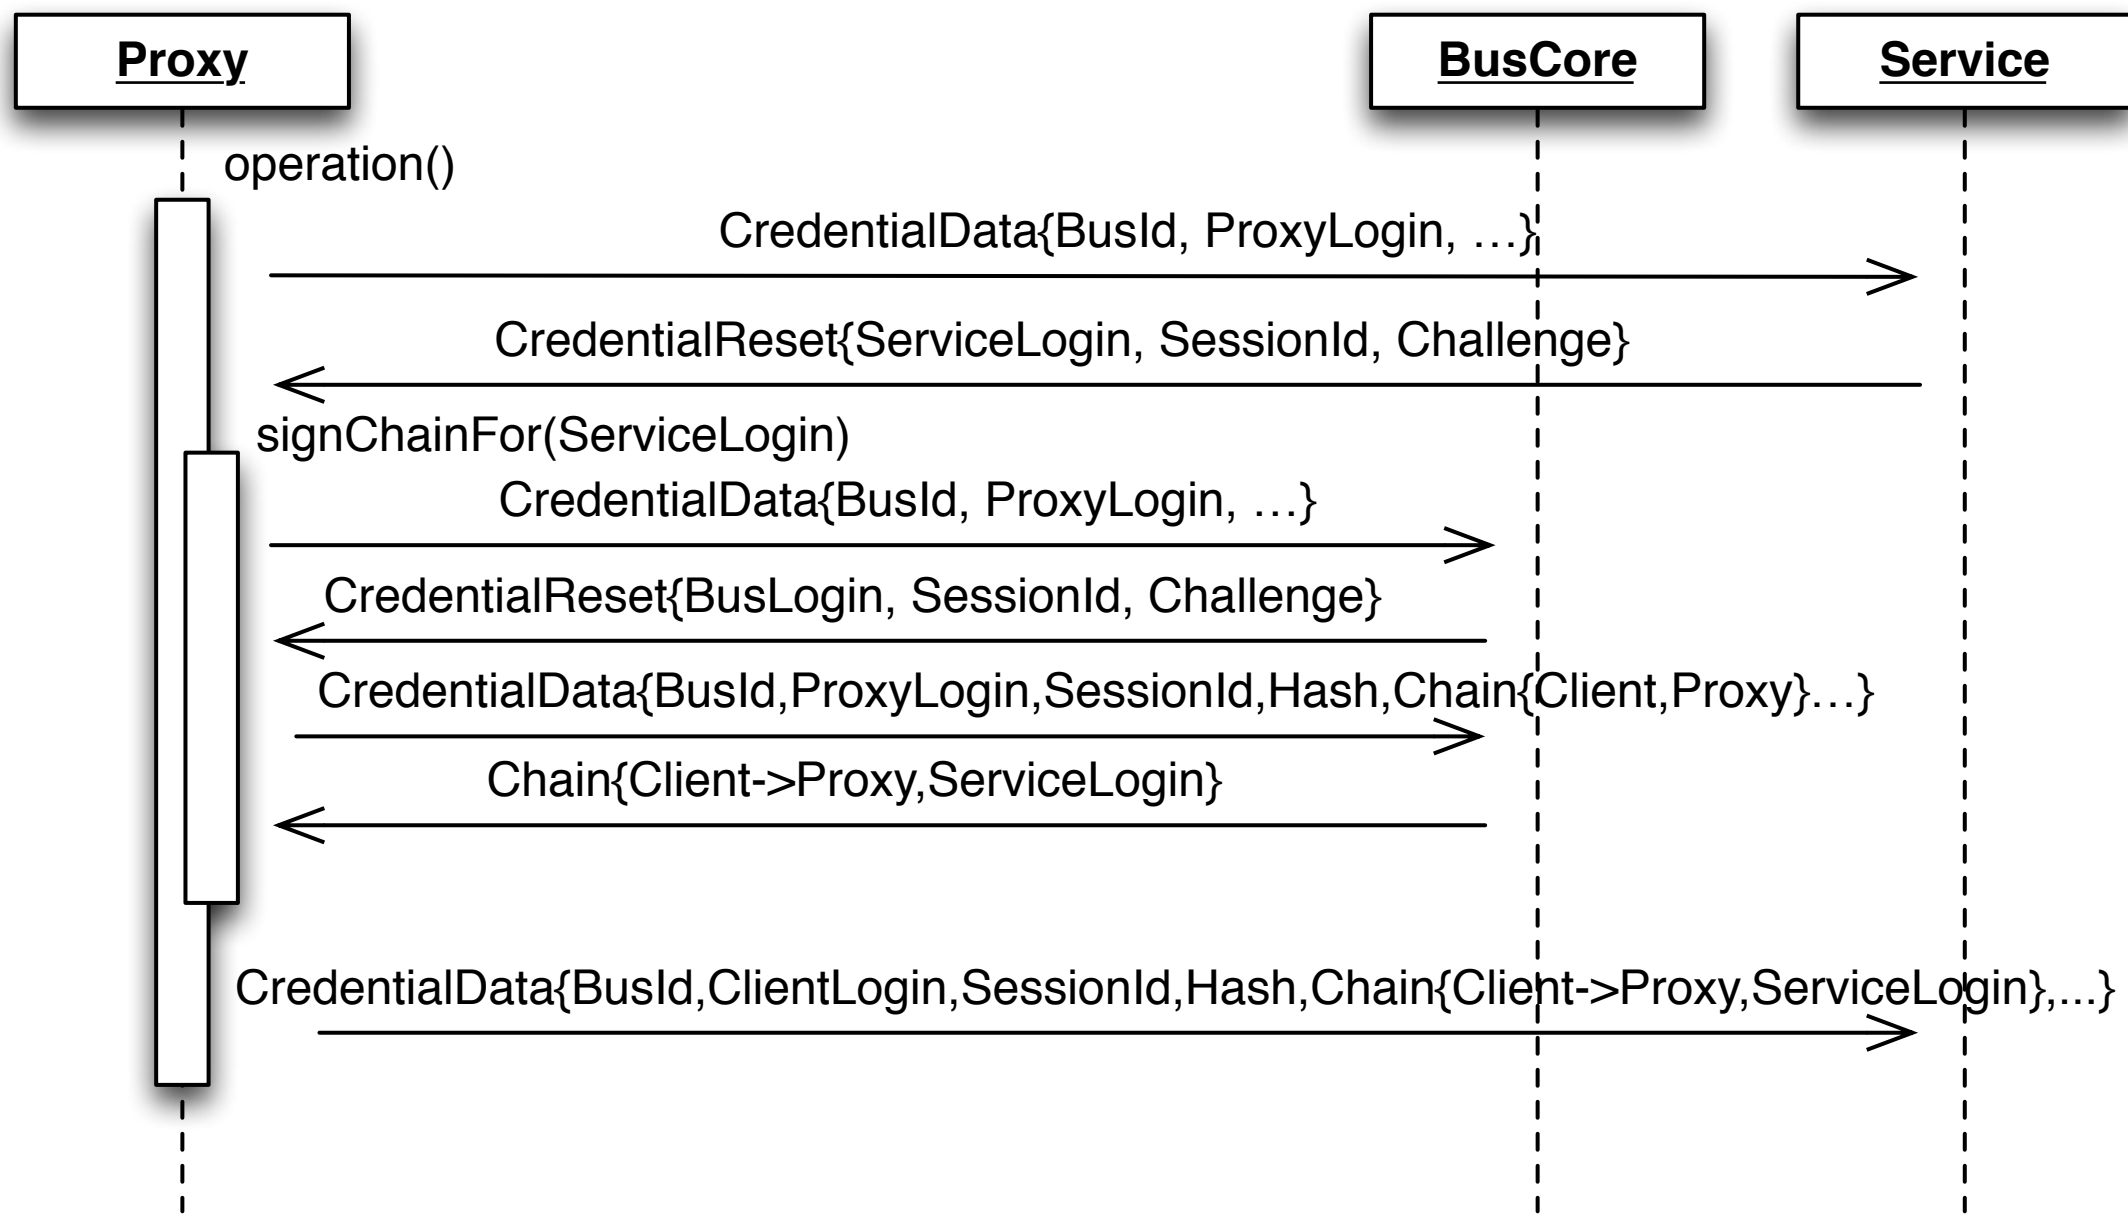 Proxy
BusCore
Service
operation()
CredentialData{BusId, ProxyLogin, …}
CredentialReset{ServiceLogin, SessionId, Challenge}
signChainFor(ServiceLogin)
CredentialData{BusId, ProxyLogin, …}
CredentialReset{BusLogin, SessionId, Challenge}
CredentialData{BusId,ProxyLogin,SessionId,Hash,Chain{Client,Proxy}…}
Chain{Client->Proxy,ServiceLogin}
CredentialData{BusId,ClientLogin,SessionId,Hash,Chain{Client->Proxy,ServiceLogin},...}